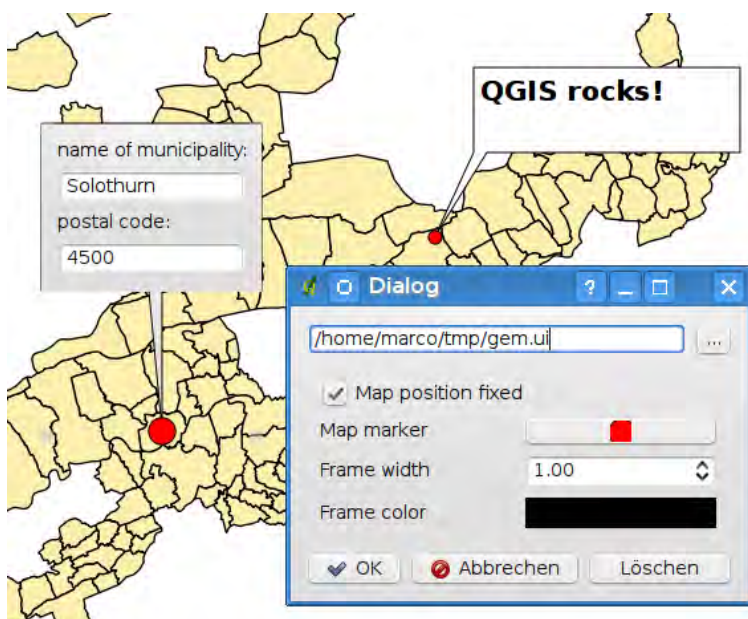 QGIS rocks!
name of municipality:
Solothurn
postal code:
4500
Dialog
/home/marco/tmp/gem.ui
...
Map position fixed
Map marker
Frame width
1.00
Frame color
OK
Abbrechen
Löschen